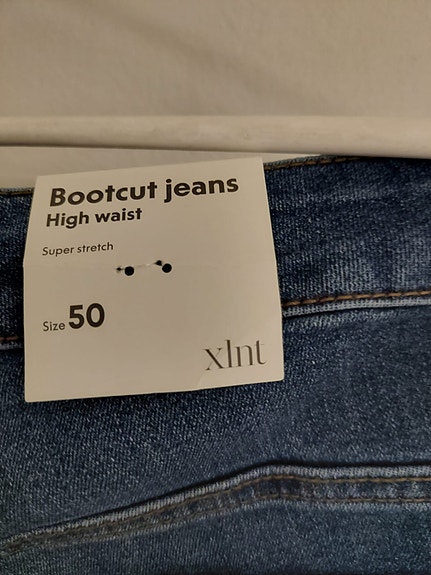 Bootcut jeans
High waist
Super stretch
Size 50
xlnt